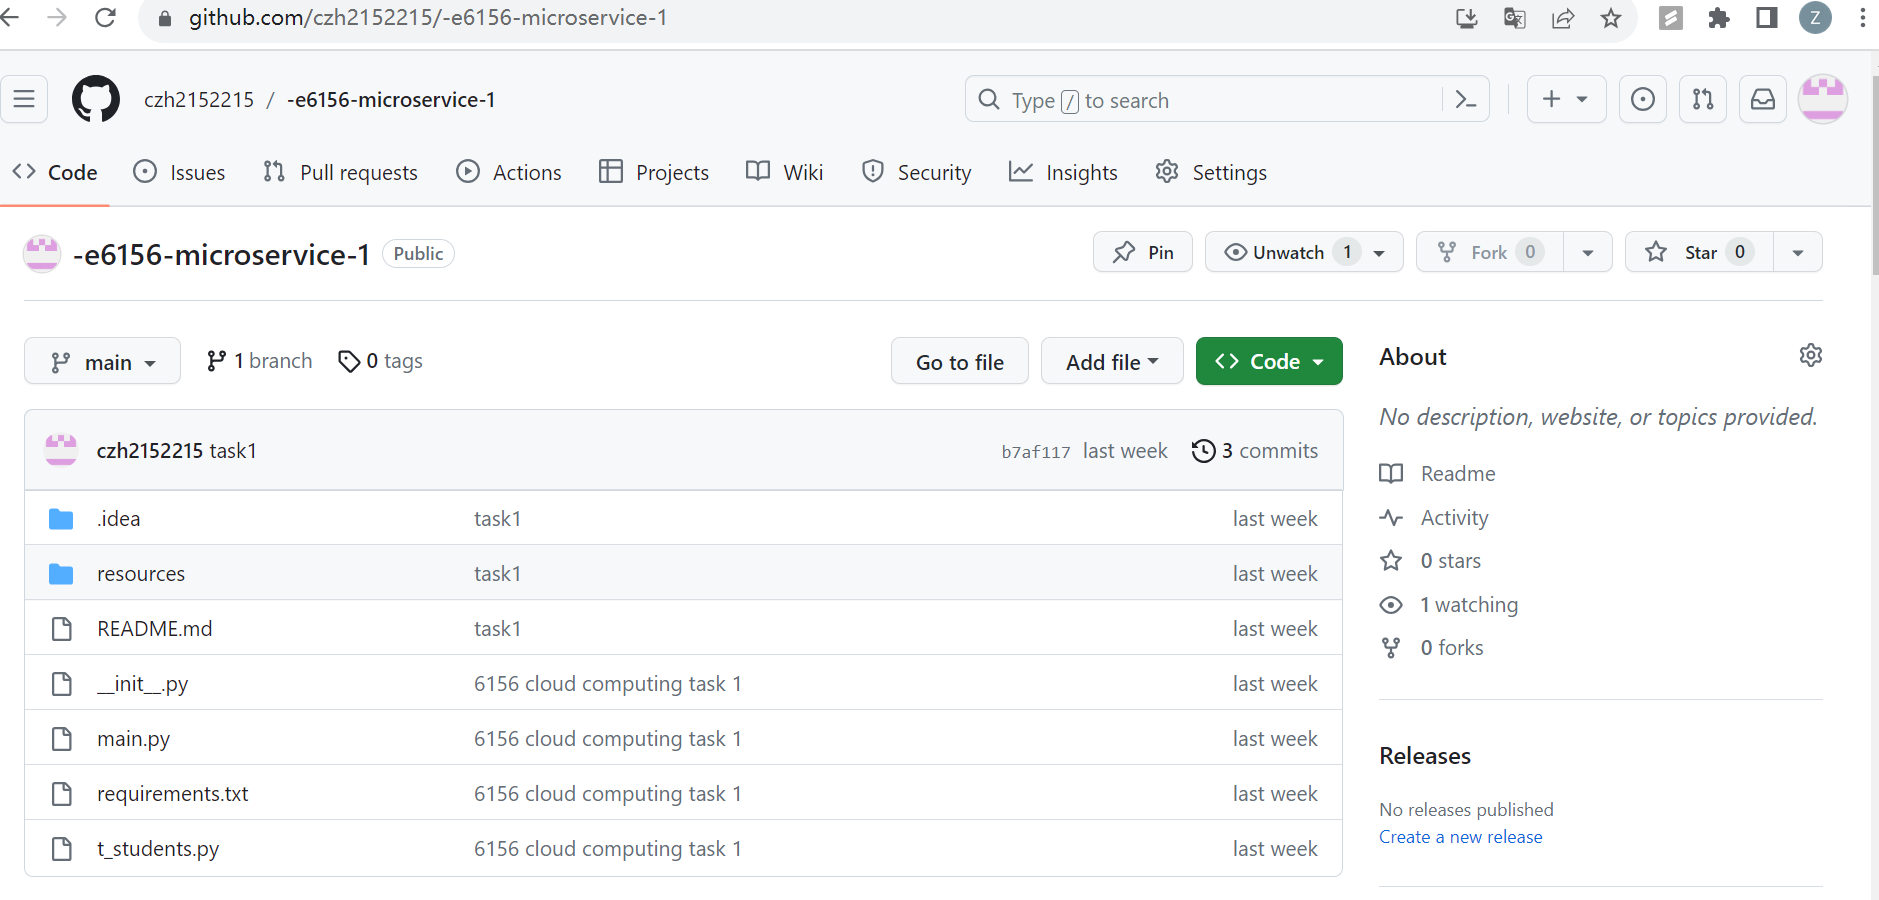 github.com/czh2152215/-e6156-microservice-1
Z
czh2152215 / -e6156-microservice-1
Type / to search
Code Issues Pull requests Actions Projects Wiki Security Insights Settings
-e6156-microservice-1 Public
Pin Unwatch 1 Fork 0 Star 0
main 1 branch 0 tags
Go to file Add file Code
About
No description, website, or topics provided.
czh2152215 task1 b7af117 last week 3 commits
Readme
.idea task1 last week
Activity
resources task1 last week
0 stars
README.md task1 last week
1 watching
0 forks
__init__.py 6156 cloud computing task 1 last week
main.py 6156 cloud computing task 1 last week
Releases
requirements.txt 6156 cloud computing task 1 last week
No releases published
Create a new release
t_students.py 6156 cloud computing task 1 last week